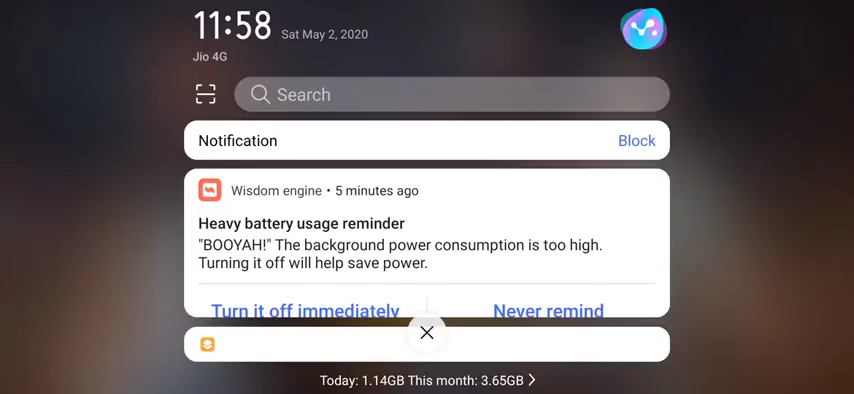 11:58 Sat May 2, 2020
Jio 4G
Search
Notification Block
Wisdom engine • 5 minutes ago
Heavy battery usage reminder
"BOOYAH!" The background power consumption is too high.
Turning it off will help save power.
Turn it off immediately Never remind
Today: 1.14GB This month: 3.65GB